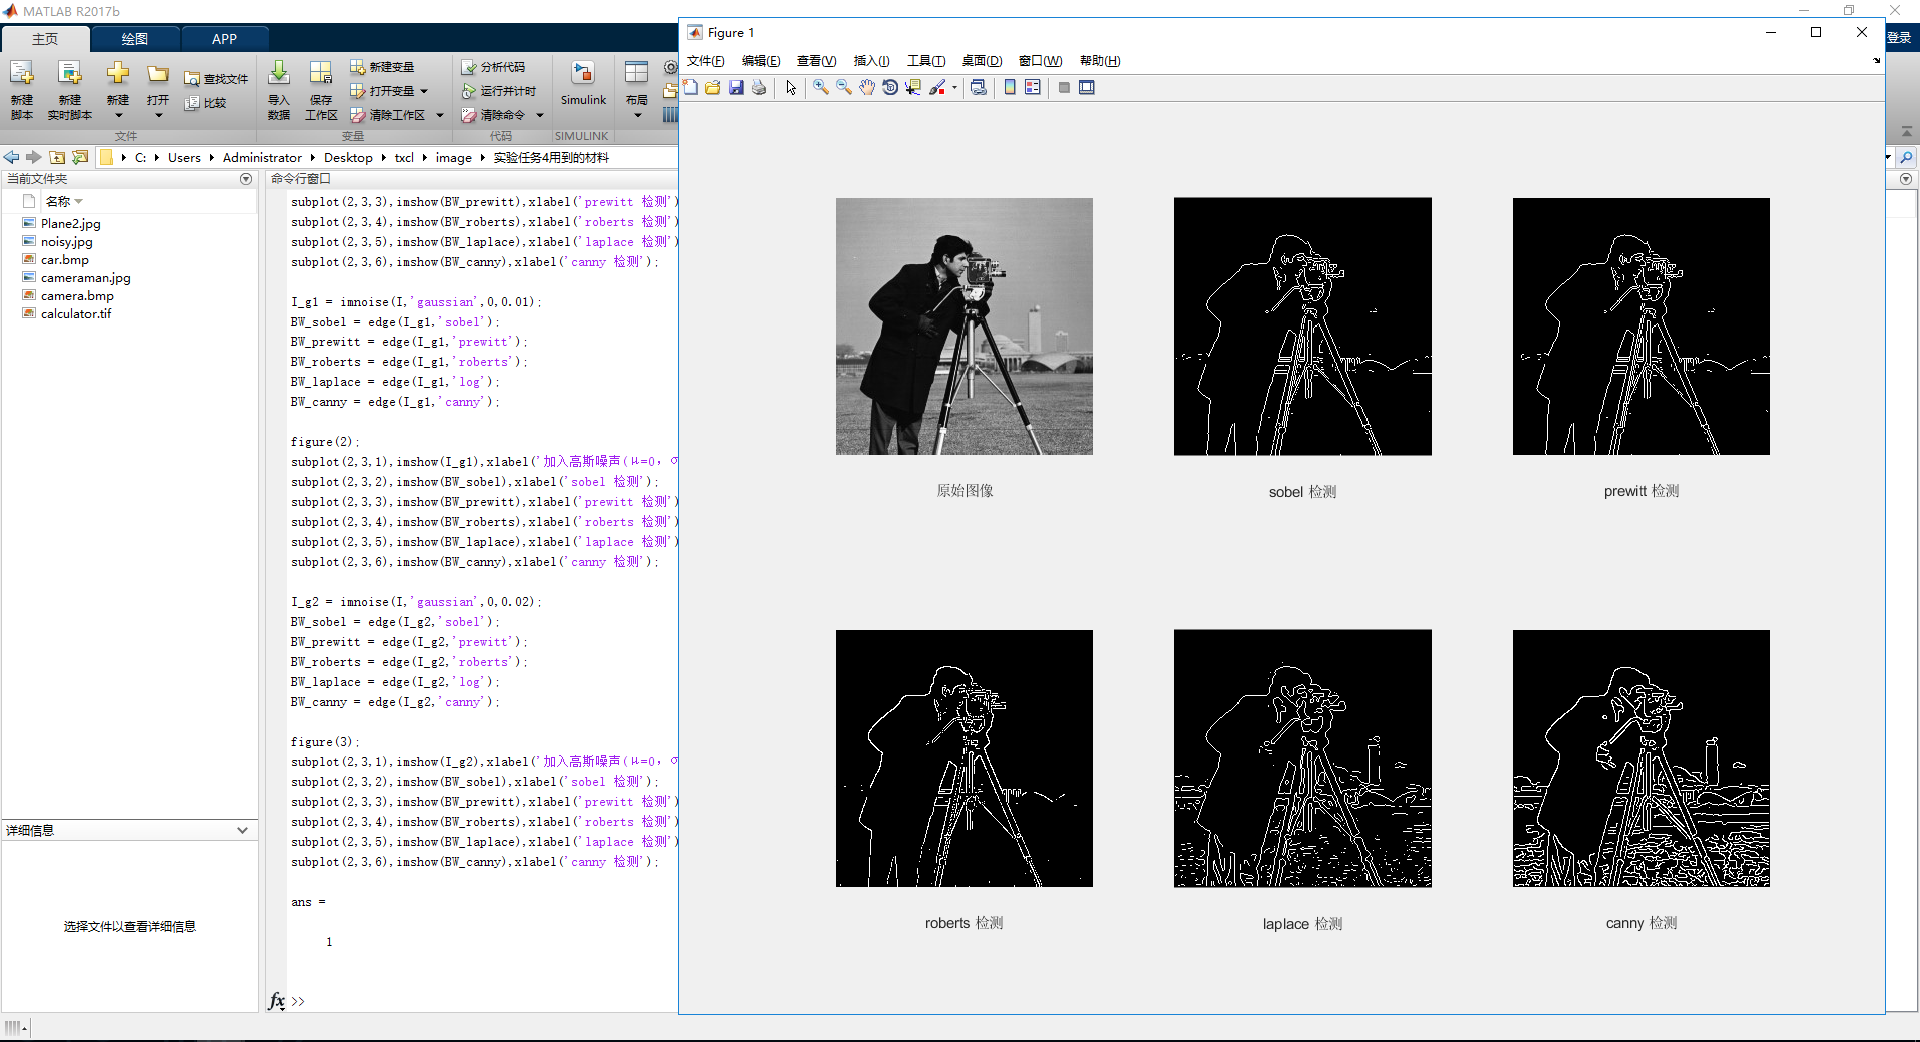 MATLAB R2017b
主页
绘图
APP
登录
新建
脚本
新建
实时脚本
新建
打开
查找文件
比较
导入
数据
保存
工作区
新建变量
打开变量
清除工作区
分析代码
运行并计时
清除命令
Simulink
布局
文件
变量
代码
SIMULINK
C: Users Administrator Desktop txcl image 实验任务4用到的材料
当前文件夹
名称
Plane2.jpg
noisy.jpg
car.bmp
cameraman.jpg
camera.bmp
calculator.tif
详细信息
选择文件以查看详细信息
命令行窗口
subplot(2,3,3),imshow(BW_prewitt),xlabel('prewitt 检测')
subplot(2,3,4),imshow(BW_roberts),xlabel('roberts 检测')
subplot(2,3,5),imshow(BW_laplace),xlabel('laplace 检测')
subplot(2,3,6),imshow(BW_canny),xlabel('canny 检测');
I_g1 = imnoise(I,'gaussian',0,0.01);
BW_sobel = edge(I_g1,'sobel');
BW_prewitt = edge(I_g1,'prewitt');
BW_roberts = edge(I_g1,'roberts');
BW_laplace = edge(I_g1,'log');
BW_canny = edge(I_g1,'canny');
figure(2);
subplot(2,3,1),imshow(I_g1),xlabel('加入高斯噪声(μ=0，σ
subplot(2,3,2),imshow(BW_sobel),xlabel('sobel 检测');
subplot(2,3,3),imshow(BW_prewitt),xlabel('prewitt 检测')
subplot(2,3,4),imshow(BW_roberts),xlabel('roberts 检测')
subplot(2,3,5),imshow(BW_laplace),xlabel('laplace 检测')
subplot(2,3,6),imshow(BW_canny),xlabel('canny 检测');
I_g2 = imnoise(I,'gaussian',0,0.02);
BW_sobel = edge(I_g2,'sobel');
BW_prewitt = edge(I_g2,'prewitt');
BW_roberts = edge(I_g2,'roberts');
BW_laplace = edge(I_g2,'log');
BW_canny = edge(I_g2,'canny');
figure(3);
subplot(2,3,1),imshow(I_g2),xlabel('加入高斯噪声(μ=0，σ
subplot(2,3,2),imshow(BW_sobel),xlabel('sobel 检测');
subplot(2,3,3),imshow(BW_prewitt),xlabel('prewitt 检测')
subplot(2,3,4),imshow(BW_roberts),xlabel('roberts 检测')
subplot(2,3,5),imshow(BW_laplace),xlabel('laplace 检测')
subplot(2,3,6),imshow(BW_canny),xlabel('canny 检测');
ans =
1
fx >>
Figure 1
文件(F) 编辑(E) 查看(V) 插入(I) 工具(T) 桌面(D) 窗口(W) 帮助(H)
原始图像
sobel 检测
prewitt 检测
roberts 检测
laplace 检测
canny 检测